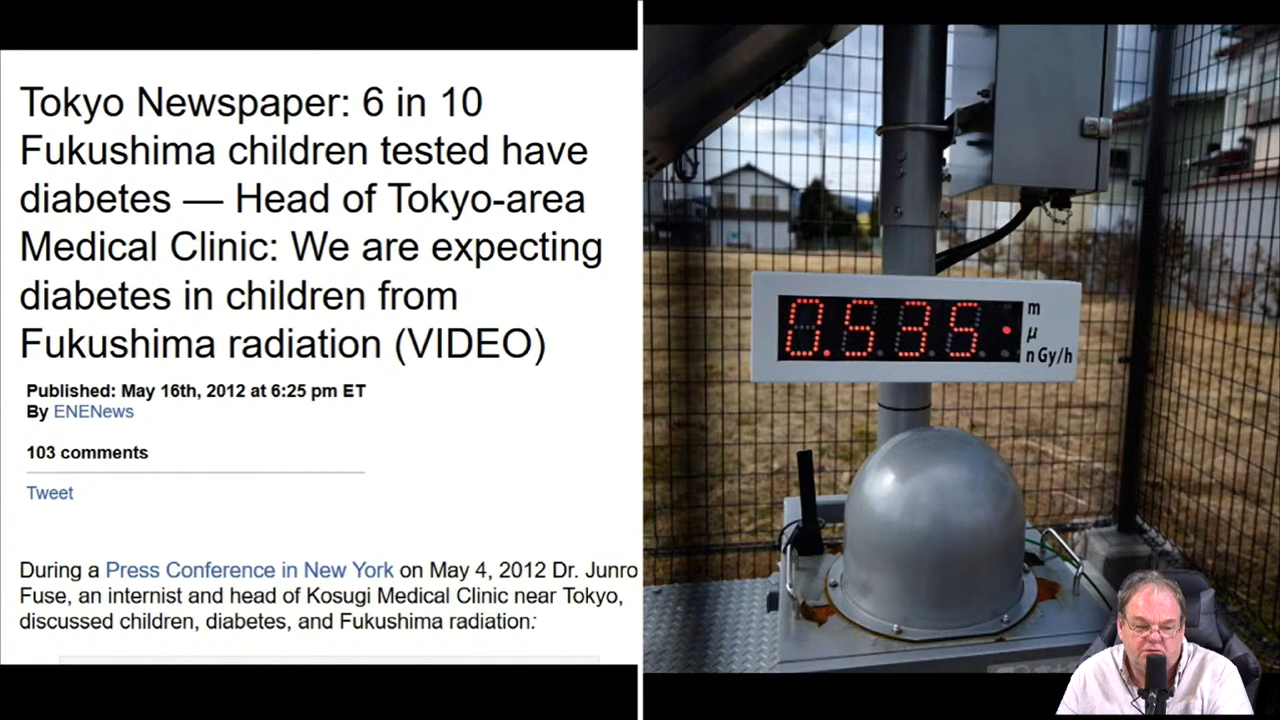 Tokyo Newspaper: 6 in 10
Fukushima children tested have
diabetes — Head of Tokyo-area
Medical Clinic: We are expecting
diabetes in children from
Fukushima radiation (VIDEO)
Published: May 16th, 2012 at 6:25 pm ET
By ENENews
103 comments
Tweet
During a Press Conference in New York on May 4, 2012 Dr. Junro
Fuse, an internist and head of Kosugi Medical Clinic near Tokyo,
discussed children, diabetes, and Fukushima radiation:
0.535
m
μ
n Gy/h